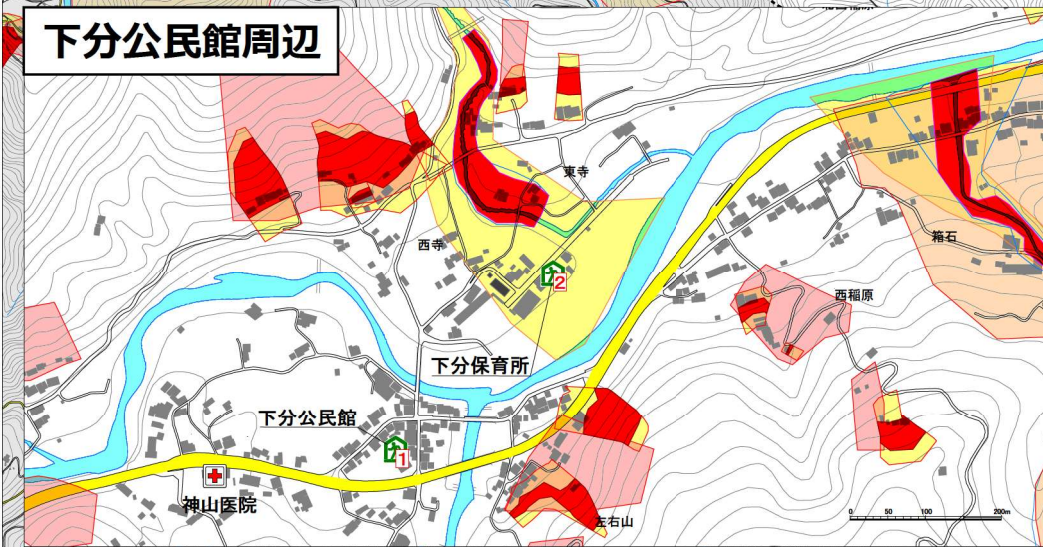 下分公民館周辺
東寺
西寺
箱石
2
西稲原
下分保育所
下分公民館
1
神山医院
左右山
0 50 100 200m